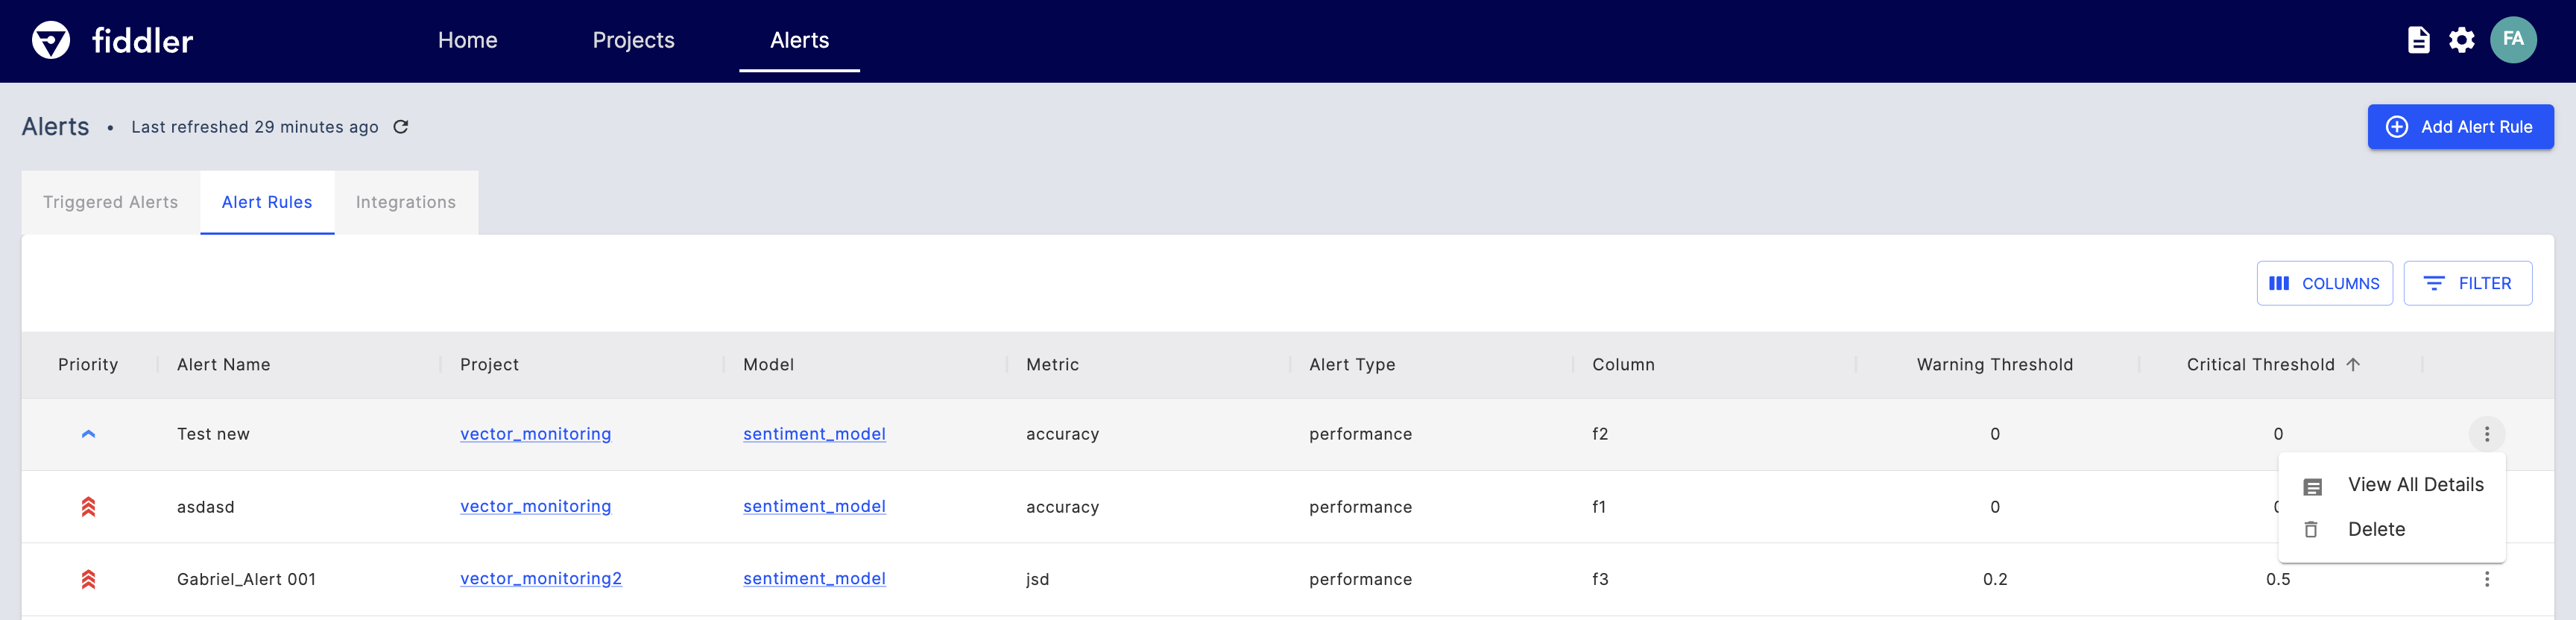 fiddler Home Projects Alerts FA
Alerts • Last refreshed 29 minutes ago Add Alert Rule
Triggered Alerts Alert Rules Integrations
COLUMNS FILTER
Priority Alert Name Project Model Metric Alert Type Column Warning Threshold Critical Threshold
Test new vector_monitoring sentiment_model accuracy performance f2 0 0
View All Details
asdasd vector_monitoring sentiment_model accuracy performance f1 0
Delete
Gabriel_Alert 001 vector_monitoring2 sentiment_model jsd performance f3 0.2 0.5